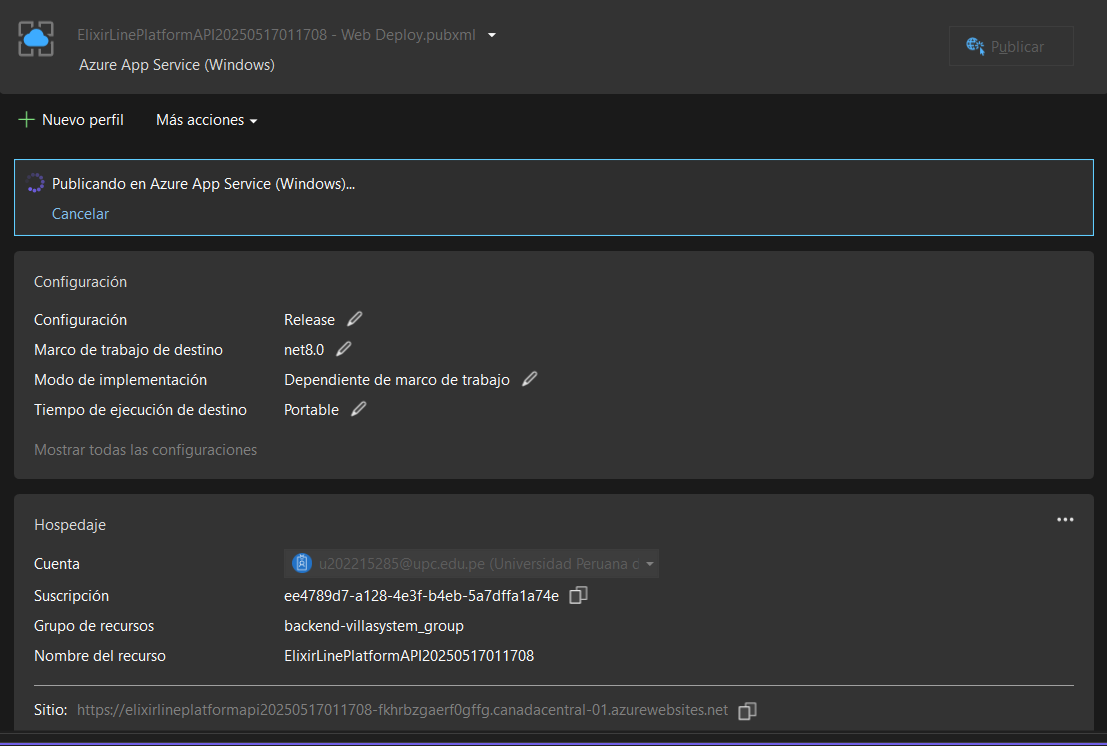 ElixirLinePlatformAPI20250517011708 - Web Deploy.pubxml
Azure App Service (Windows)
Publicar
Nuevo perfil Más acciones
Publicando en Azure App Service (Windows)...
Cancelar
Configuración
Configuración Release
Marco de trabajo de destino net8.0
Modo de implementación Dependiente de marco de trabajo
Tiempo de ejecución de destino Portable
Mostrar todas las configuraciones
Hospedaje
Cuenta u202215285@upc.edu.pe (Universidad Peruana d
Suscripción ee4789d7-a128-4e3f-b4eb-5a7dffa1a74e
Grupo de recursos backend-villasystem_group
Nombre del recurso ElixirLinePlatformAPI20250517011708
Sitio: https://elixirlineplatformapi20250517011708-fkhrbzgaerf0gffg.canadacentral-01.azurewebsites.net